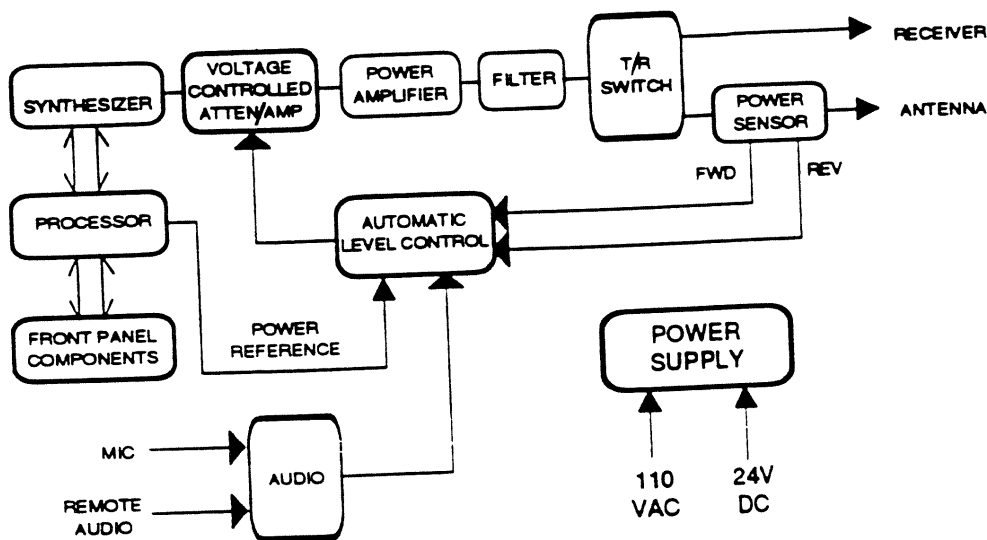 RECEIVER
SYNTHESIZER
VOLTAGE
CONTROLLED
ATTEN/AMP
POWER
AMPLIFIER
FILTER
T/R
SWITCH
POWER
SENSOR
ANTENNA
FWD
REV
PROCESSOR
AUTOMATIC
LEVEL CONTROL
FRONT PANEL
COMPONENTS
POWER
REFERENCE
POWER
SUPPLY
MIC
AUDIO
REMOTE
AUDIO
110
VAC
24V
DC